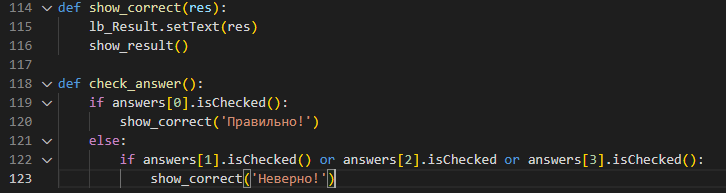 114 def show_correct(res):
115     lb_Result.setText(res)
116     show_result()
117
118 def check_answer():
119     if answers[0].isChecked():
120         show_correct('Правильно!')
121     else:
122         if answers[1].isChecked() or answers[2].isChecked or answers[3].isChecked():
123             show_correct('Неверно!')